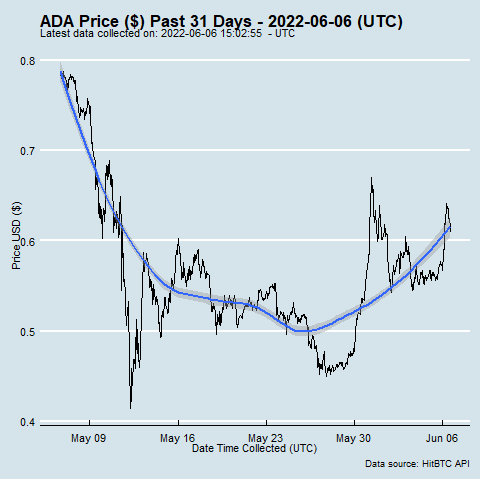 ADA Price ($) Past 31 Days - 2022-06-06 (UTC)
Latest data collected on: 2022-06-06 15:02:55 - UTC
0.8
0.7
0.6
0.5
0.4
Price USD ($)
May 09 May 16 May 23 May 30 Jun 06
Date Time Collected (UTC)
Data source: HitBTC API